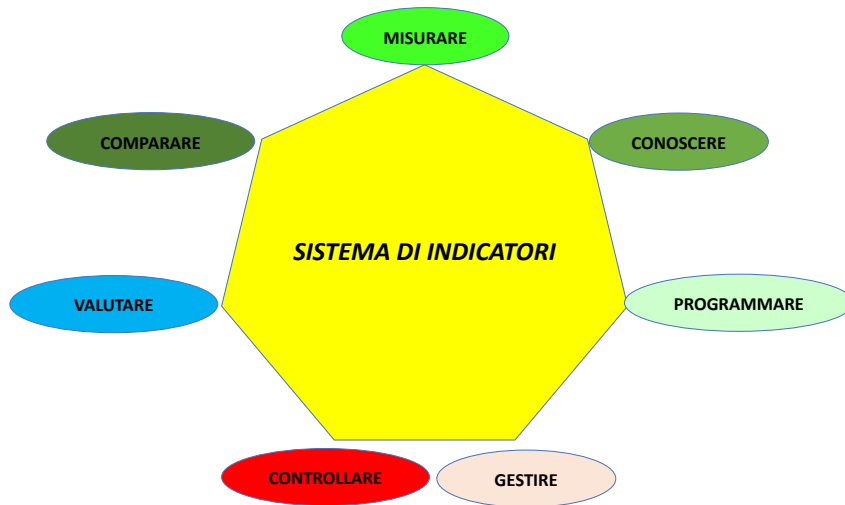 MISURARE
COMPARARE
CONOSCERE
SISTEMA DI INDICATORI
VALUTARE
PROGRAMMARE
CONTROLLARE
GESTIRE